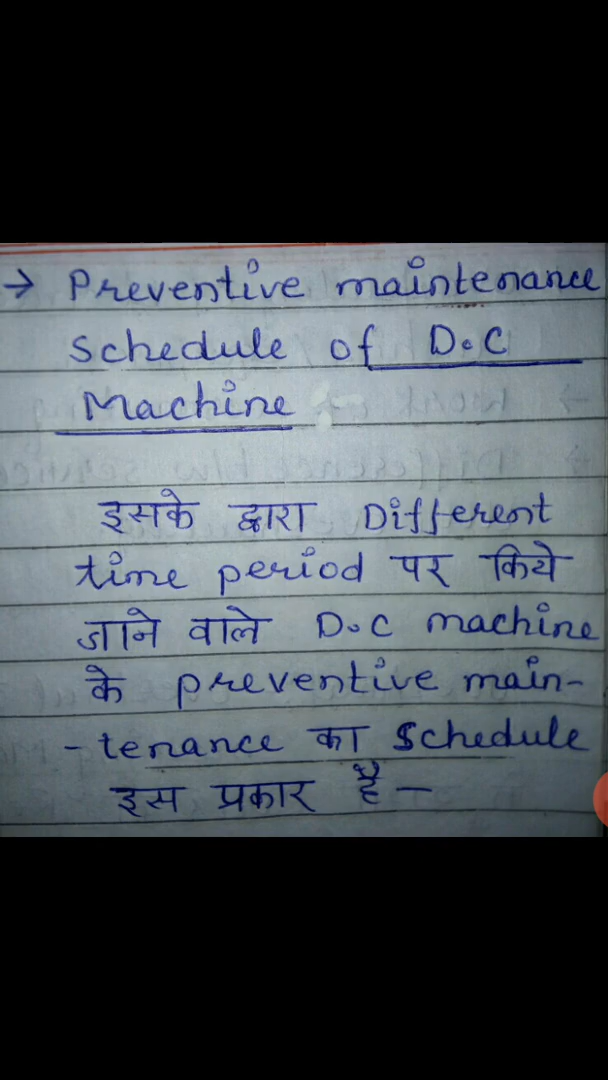 → Preventive maintenance
Schedule of D.C
Machine
इसके द्वारा Different
time period पर किये
जाने वाले D.C machine
के preventive main-
-tenance का Schedule
इस प्रकार है –